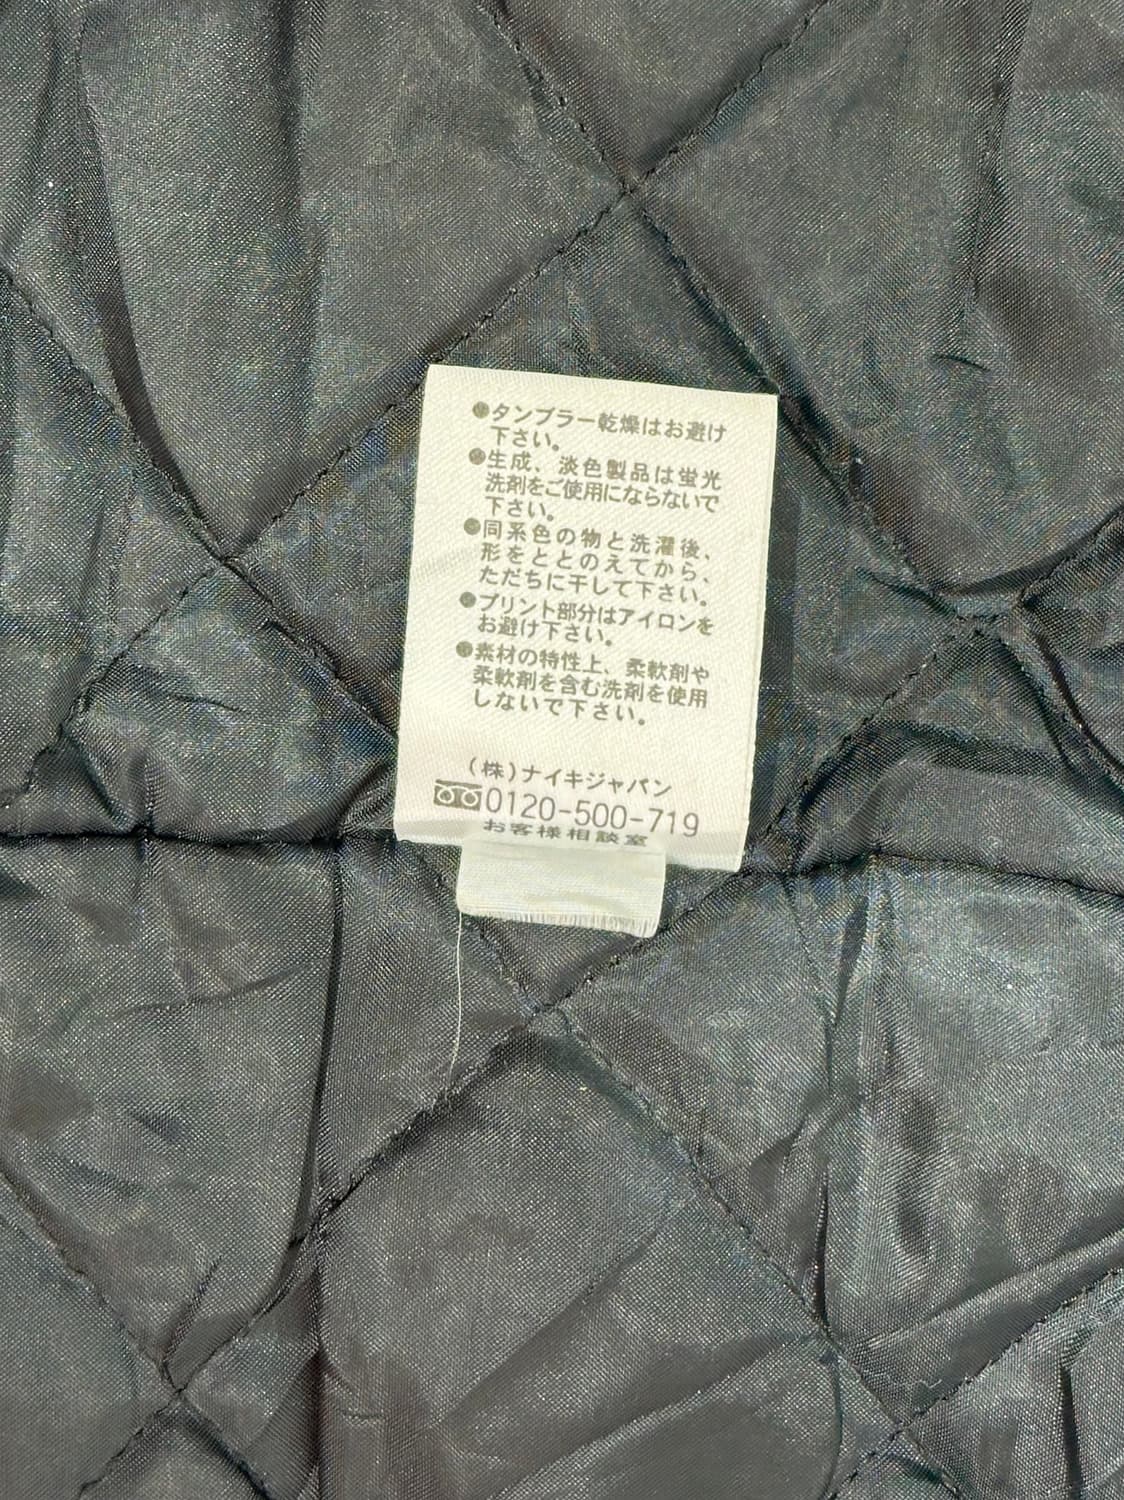 ●タンブラー乾燥はお避け
下さい。
●生成、淡色製品は蛍光
洗剤をご使用にならないで
下さい。
●同系色の物と洗濯後、
形をととのえてから、
ただちに干して下さい。
●プリント部分はアイロンを
お避け下さい。
●素材の特性上、柔軟剤や
柔軟剤を含む洗剤を使用
しないで下さい。
(株)ナイキジャパン
0120-500-719
お客様相談室